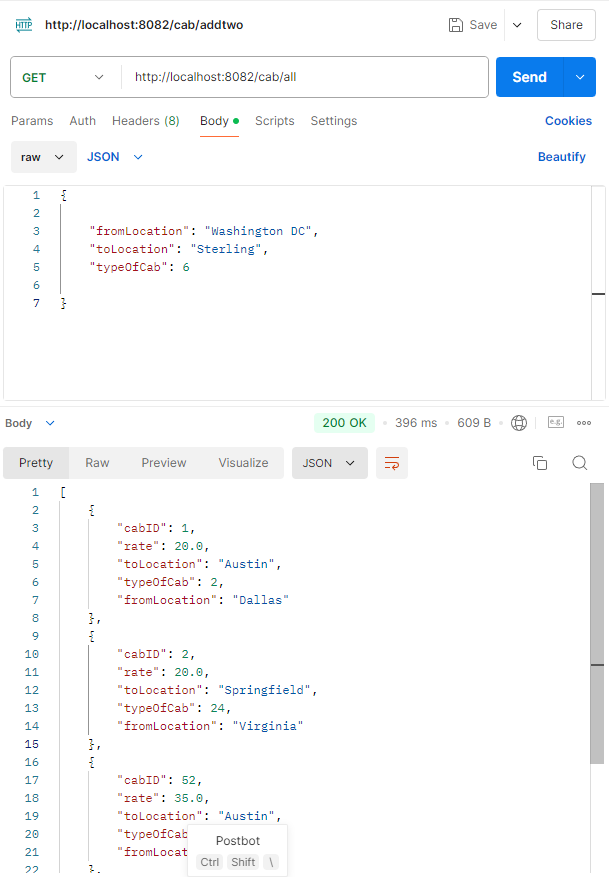 HTTP http://localhost:8082/cab/addtwo Save Share
GET http://localhost:8082/cab/all Send
Params Auth Headers (8) Body Scripts Settings Cookies
raw JSON Beautify
1 {
2
3 "fromLocation": "Washington DC",
4 "toLocation": "Sterling",
5 "typeOfCab": 6
6
7 }
Body 200 OK 396 ms 609 B e.g.
Pretty Raw Preview Visualize JSON
1 [
2 {
3 "cabID": 1,
4 "rate": 20.0,
5 "toLocation": "Austin",
6 "typeOfCab": 2,
7 "fromLocation": "Dallas"
8 },
9 {
10 "cabID": 2,
11 "rate": 20.0,
12 "toLocation": "Springfield",
13 "typeOfCab": 24,
14 "fromLocation": "Virginia"
15 },
16 {
17 "cabID": 52,
18 "rate": 35.0,
19 "toLocation": "Austin",
20 "typeOfCab
21 "fromLocat
22 },
Postbot
Ctrl Shift \